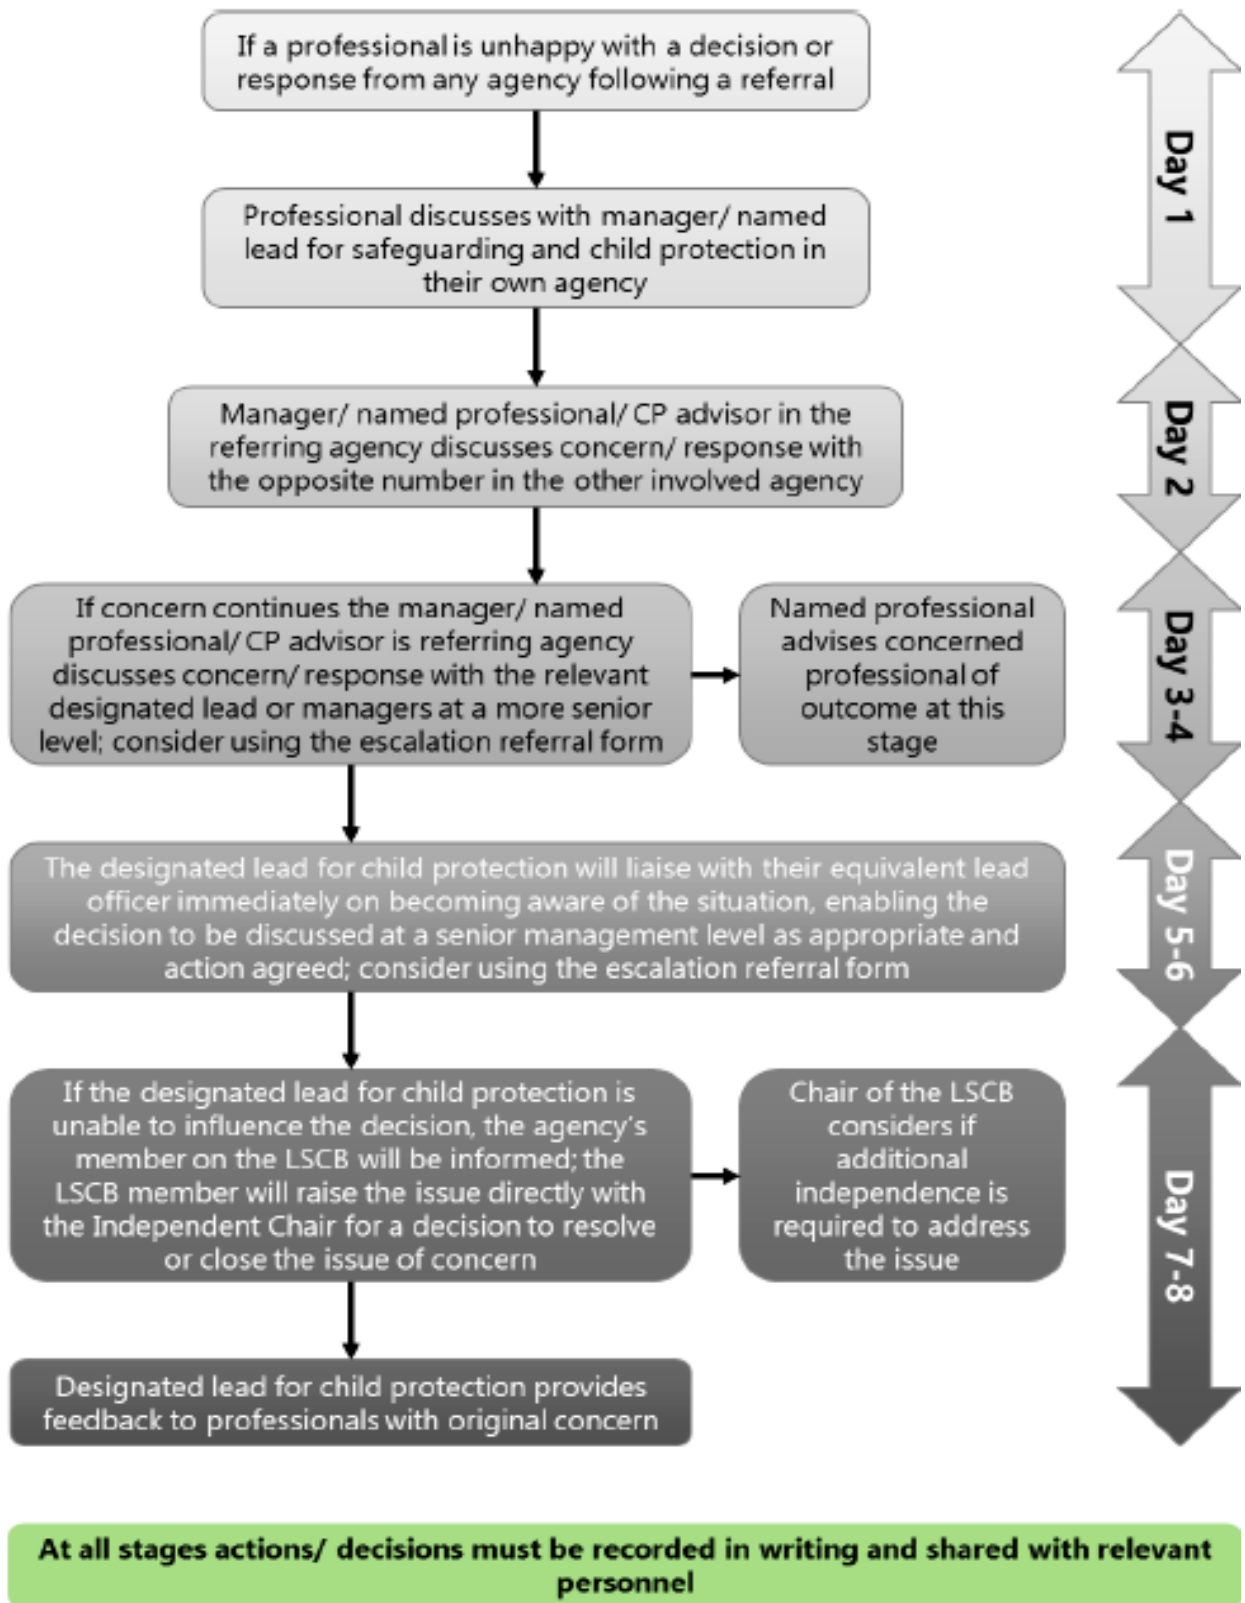 If a professional is unhappy with a decision or
response from any agency following a referral
Day 1
Professional discusses with manager/ named
lead for safeguarding and child protection in
their own agency
Manager/ named professional/ CP advisor in the
referring agency discusses concern/ response with
the opposite number in the other involved agency
Day 2
If concern continues the manager/ named
professional/ CP advisor is referring agency
discusses concern/ response with the relevant
designated lead or managers at a more senior
level; consider using the escalation referral form
Named professional
advises concerned
professional of
outcome at this
stage
Day 3-4
The designated lead for child protection will liaise with their equivalent lead
officer immediately on becoming aware of the situation, enabling the
decision to be discussed at a senior management level as appropriate and
action agreed; consider using the escalation referral form
Day 5-6
If the designated lead for child protection is
unable to influence the decision, the agency's
member on the LSCB will be informed; the
LSCB member will raise the issue directly with
the Independent Chair for a decision to resolve
or close the issue of concern
Chair of the LSCB
considers if
additional
independence is
required to address
the issue
Day 7-8
Designated lead for child protection provides
feedback to professionals with original concern
At all stages actions/ decisions must be recorded in writing and shared with relevant
personnel